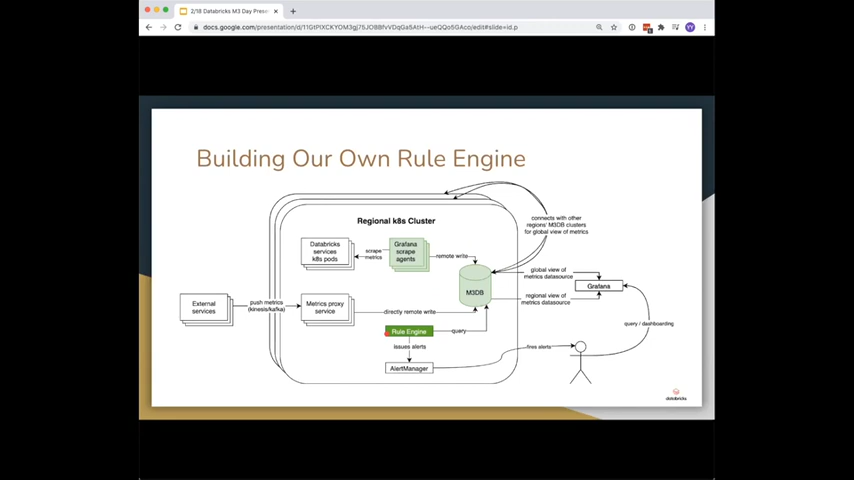 2/18 Databricks M3 Day Prese
Building Our Own Rule Engine
Regional k8s Cluster
connects with other
regions' M3DB clusters
for global view of metrics
Databricks
services
k8s pods
scrape
metrics
Grafana
scrape
agents
remote write
M3DB
global view of
metrics datasource
Grafana
regional view of
metrics datasource
External
services
push metrics
(kinesis/kafka)
Metrics proxy
service
directly remote write
Rule Engine
query
query / dashboarding
issues alerts
fires alerts
AlertManager
databricks